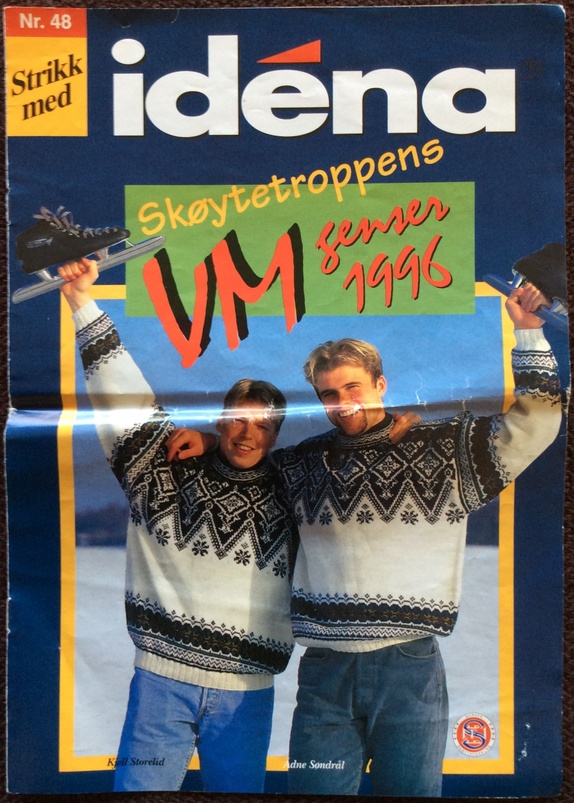 Nr. 48
Strikk
med
idéna
Skøytetroppens
VM
genser
1996
Kjell Storelid
Ådne Søndrål